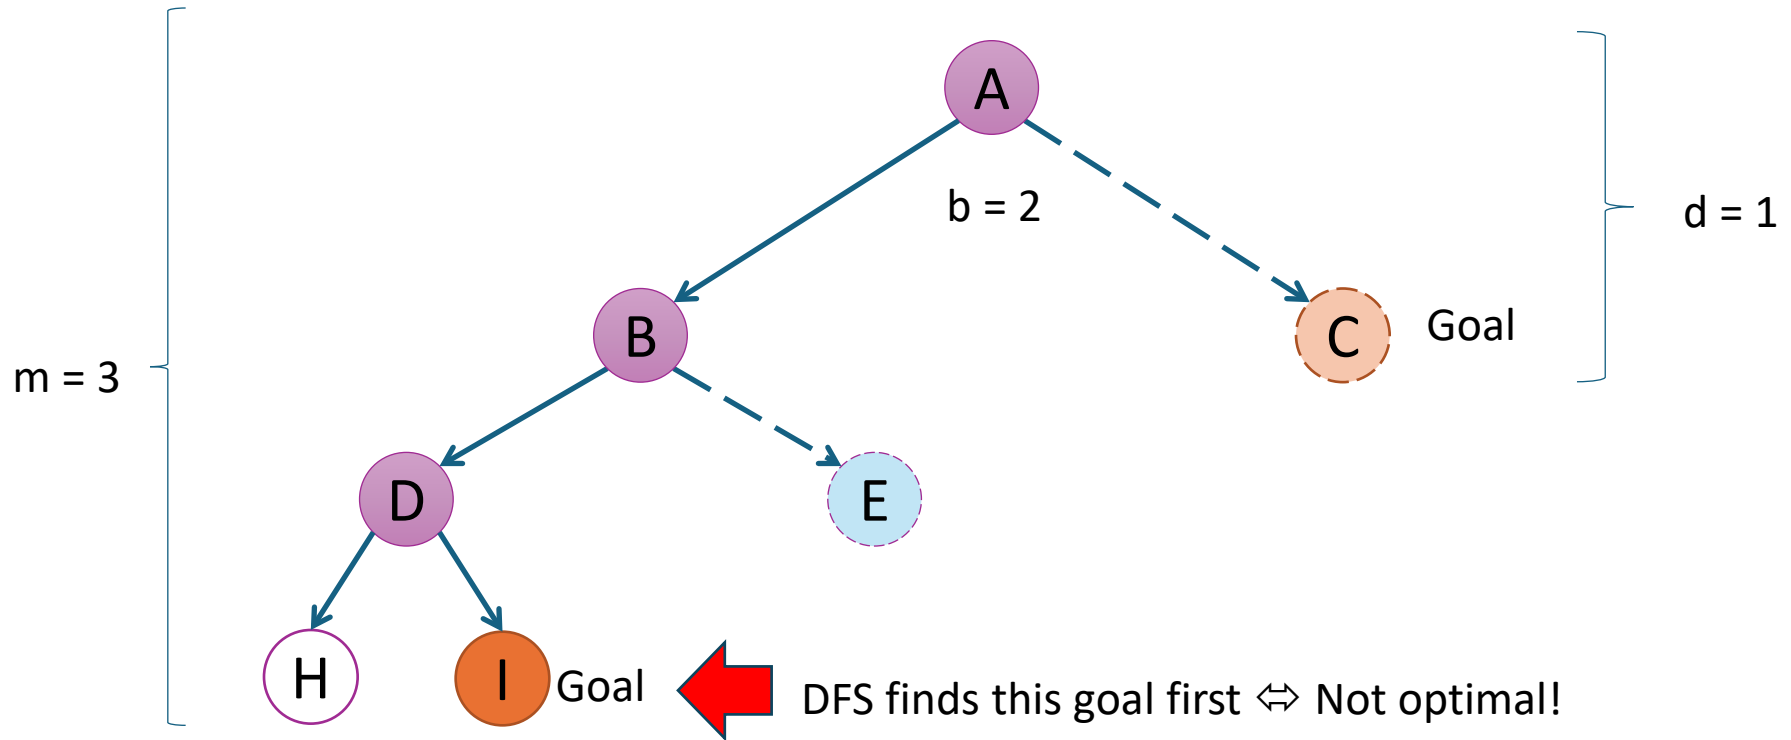 A
b = 2
d = 1
B
C
Goal
m = 3
D
E
H
I
Goal
DFS finds this goal first ⬄ Not optimal!